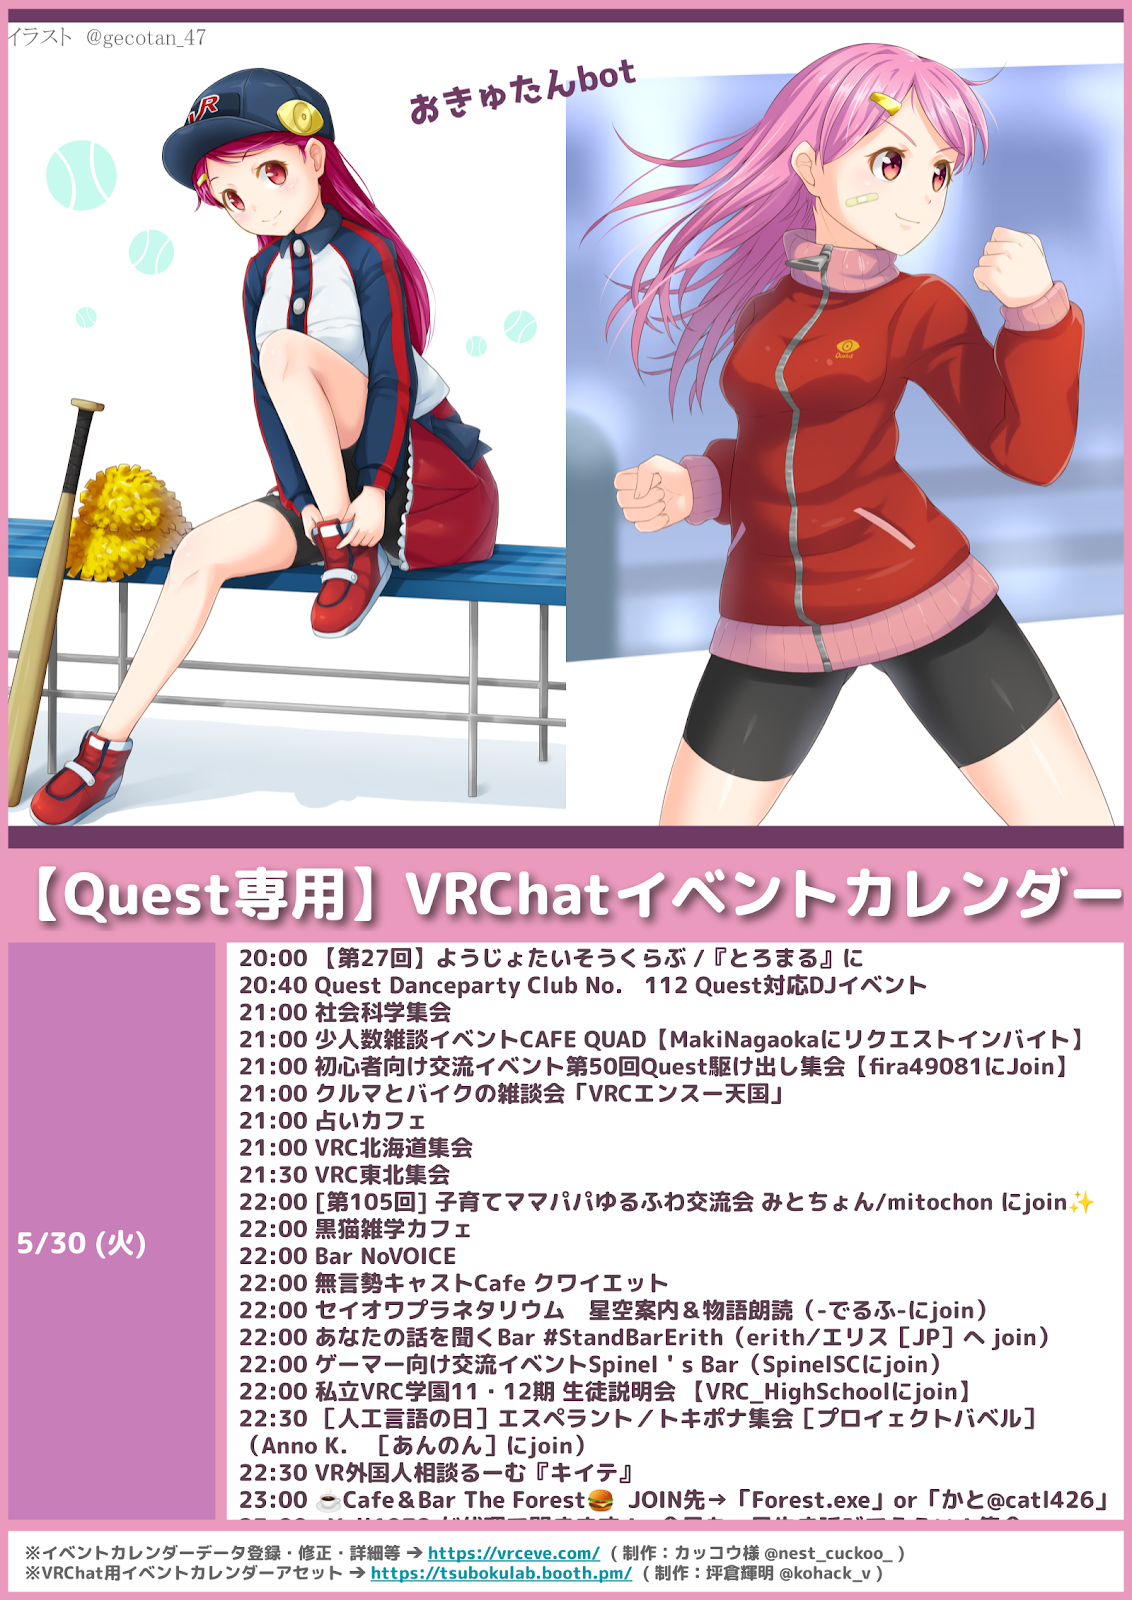 イラスト @gecotan_47
おきゅたんbot
VR
Quest
【Quest専用】VRChatイベントカレンダー
5/30 (火)
20:00 【第27回】ようじょたいそうくらぶ /『とろまる』に
20:40 Quest Danceparty Club No. 112 Quest対応DJイベント
21:00 社会科学集会
21:00 少人数雑談イベントCAFE QUAD【MakiNagaokaにリクエストインバイト】
21:00 初心者向け交流イベント第50回Quest駆け出し集会【fira49081にJoin】
21:00 クルマとバイクの雑談会「VRCエンスー天国」
21:00 占いカフェ
21:00 VRC北海道集会
21:30 VRC東北集会
22:00 [第105回] 子育てママパパゆるふわ交流会 みとちょん/mitochon にjoin✨
22:00 黒猫雑学カフェ
22:00 Bar NoVOICE
22:00 無言勢キャストCafe クワイエット
22:00 セイオワプラネタリウム 星空案内＆物語朗読（-でるふ-にjoin）
22:00 あなたの話を聞くBar #StandBarErith（erith/エリス［JP］へ join）
22:00 ゲーマー向け交流イベントSpinel ' s Bar（SpinelSCにjoin）
22:00 私立VRC学園11・12期 生徒説明会 【VRC_HighSchoolにjoin】
22:30 ［人工言語の日］エスペラント／トキポナ集会［プロイェクトバベル］
（Anno K. ［あんのん］にjoin）
22:30 VR外国人相談るーむ『キイテ』
23:00 ☕Cafe＆Bar The Forest🍔 JOIN先→「Forest.exe」or「かと@catl426」
※イベントカレンダーデータ登録・修正・詳細等 ➔ https://vrceve.com/ ( 制作：カッコウ様 @nest_cuckoo_ )
※VRChat用イベントカレンダーアセット ➔ https://tsubokulab.booth.pm/ ( 制作：坪倉輝明 @kohack_v )